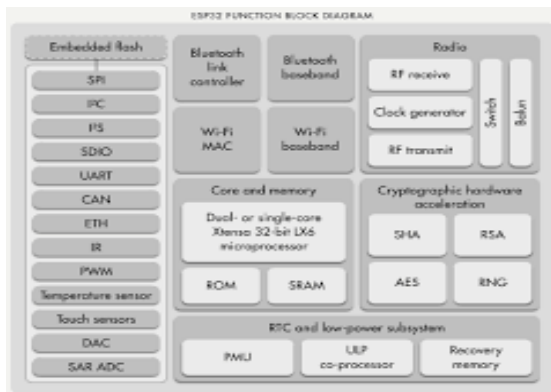 ESP32 FUNCTION BLOCK DIAGRAM
Embedded flash
SPI
I²C
I²S
SDIO
UART
CAN
ETH
IR
PWM
Temperature sensor
Touch sensors
DAC
SAR ADC
Bluetooth
link
controller
Bluetooth
baseband
Wi-Fi
MAC
Wi-Fi
baseband
Radio
RF receive
Clock generator
RF transmit
Switch
Balun
Core and memory
Dual- or single-core
Xtensa 32-bit LX6
microprocessor
ROM
SRAM
Cryptographic hardware
acceleration
SHA
RSA
AES
RNG
RTC and low-power subsystem
PMU
ULP
co-processor
Recovery
memory